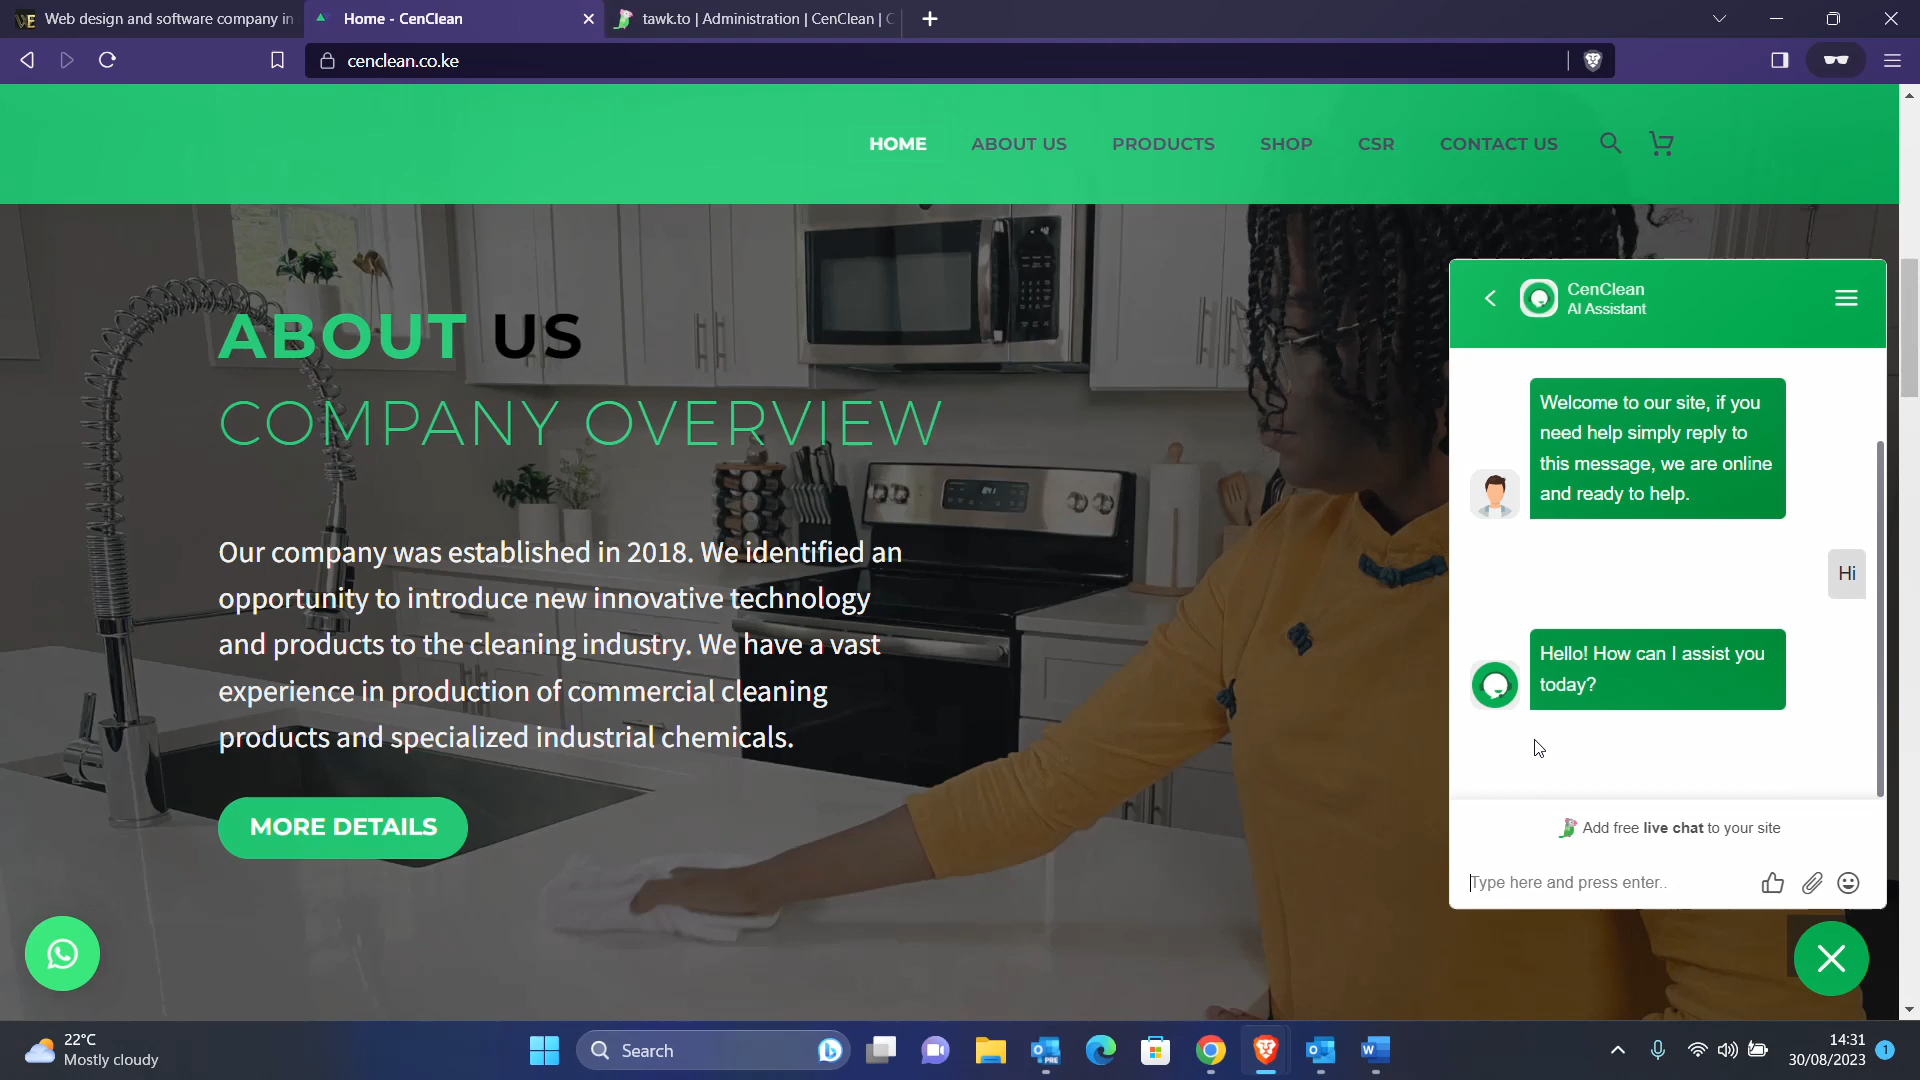 Web design and software company in
Home - CenClean
tawk.to | Administration | CenClean | C
cenclean.co.ke
HOME
ABOUT US
PRODUCTS
SHOP
CSR
CONTACT US
ABOUT US
COMPANY OVERVIEW
Our company was established in 2018. We identified an
opportunity to introduce new innovative technology
and products to the cleaning industry. We have a vast
experience in production of commercial cleaning
products and specialized industrial chemicals.
MORE DETAILS
CenClean
AI Assistant
Welcome to our site, if you
need help simply reply to
this message, we are online
and ready to help.
Hi
Hello! How can I assist you
today?
Add free live chat to your site
Type here and press enter..
22°C
Mostly cloudy
Search
14:31
30/08/2023
1